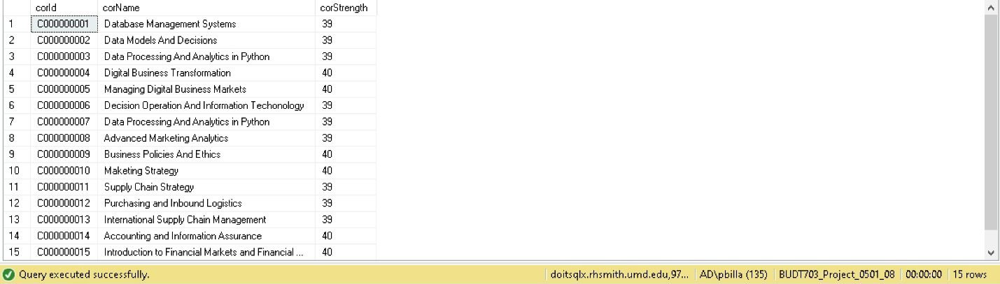 corId corName corStrength
1 C000000001 Database Management Systems 39
2 C000000002 Data Models And Decisions 39
3 C000000003 Data Processing And Analytics in Python 39
4 C000000004 Digital Business Transformation 40
5 C000000005 Managing Digital Business Markets 40
6 C000000006 Decision Operation And Information Techonology 39
7 C000000007 Data Processing And Analytics in Python 39
8 C000000008 Advanced Marketing Analytics 39
9 C000000009 Business Policies And Ethics 40
10 C000000010 Maketing Strategy 40
11 C000000011 Supply Chain Strategy 39
12 C000000012 Purchasing and Inbound Logistics 39
13 C000000013 International Supply Chain Management 39
14 C000000014 Accounting and Information Assurance 40
15 C000000015 Introduction to Financial Markets and Financial ... 40
Query executed successfully. doitsqlx.rhsmith.umd.edu,97... AD\pbilla (135) BUDT703_Project_0501_08 00:00:00 15 rows